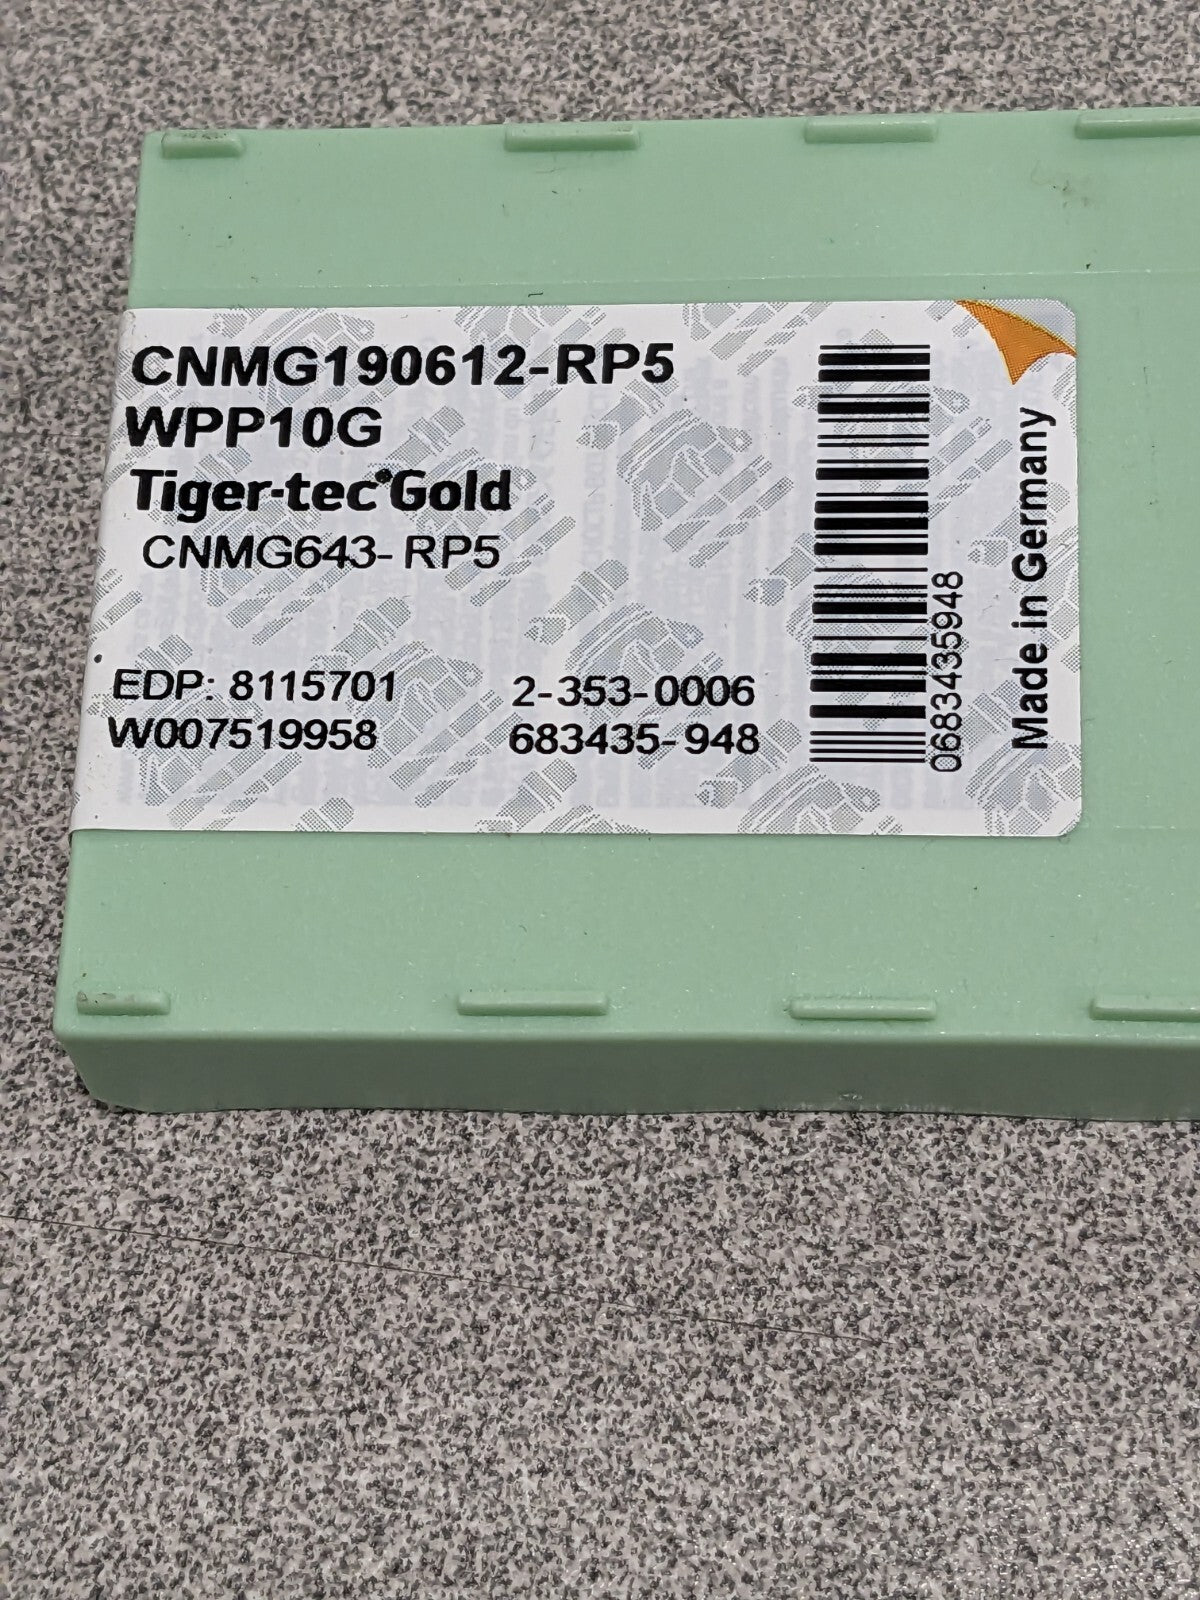 CNMG190612-RP5
WPP10G
Tiger-tec®Gold
CNMG643- RP5
EDP: 8115701
W007519958
2-353-0006
683435-948
0683435948
Made in Germany